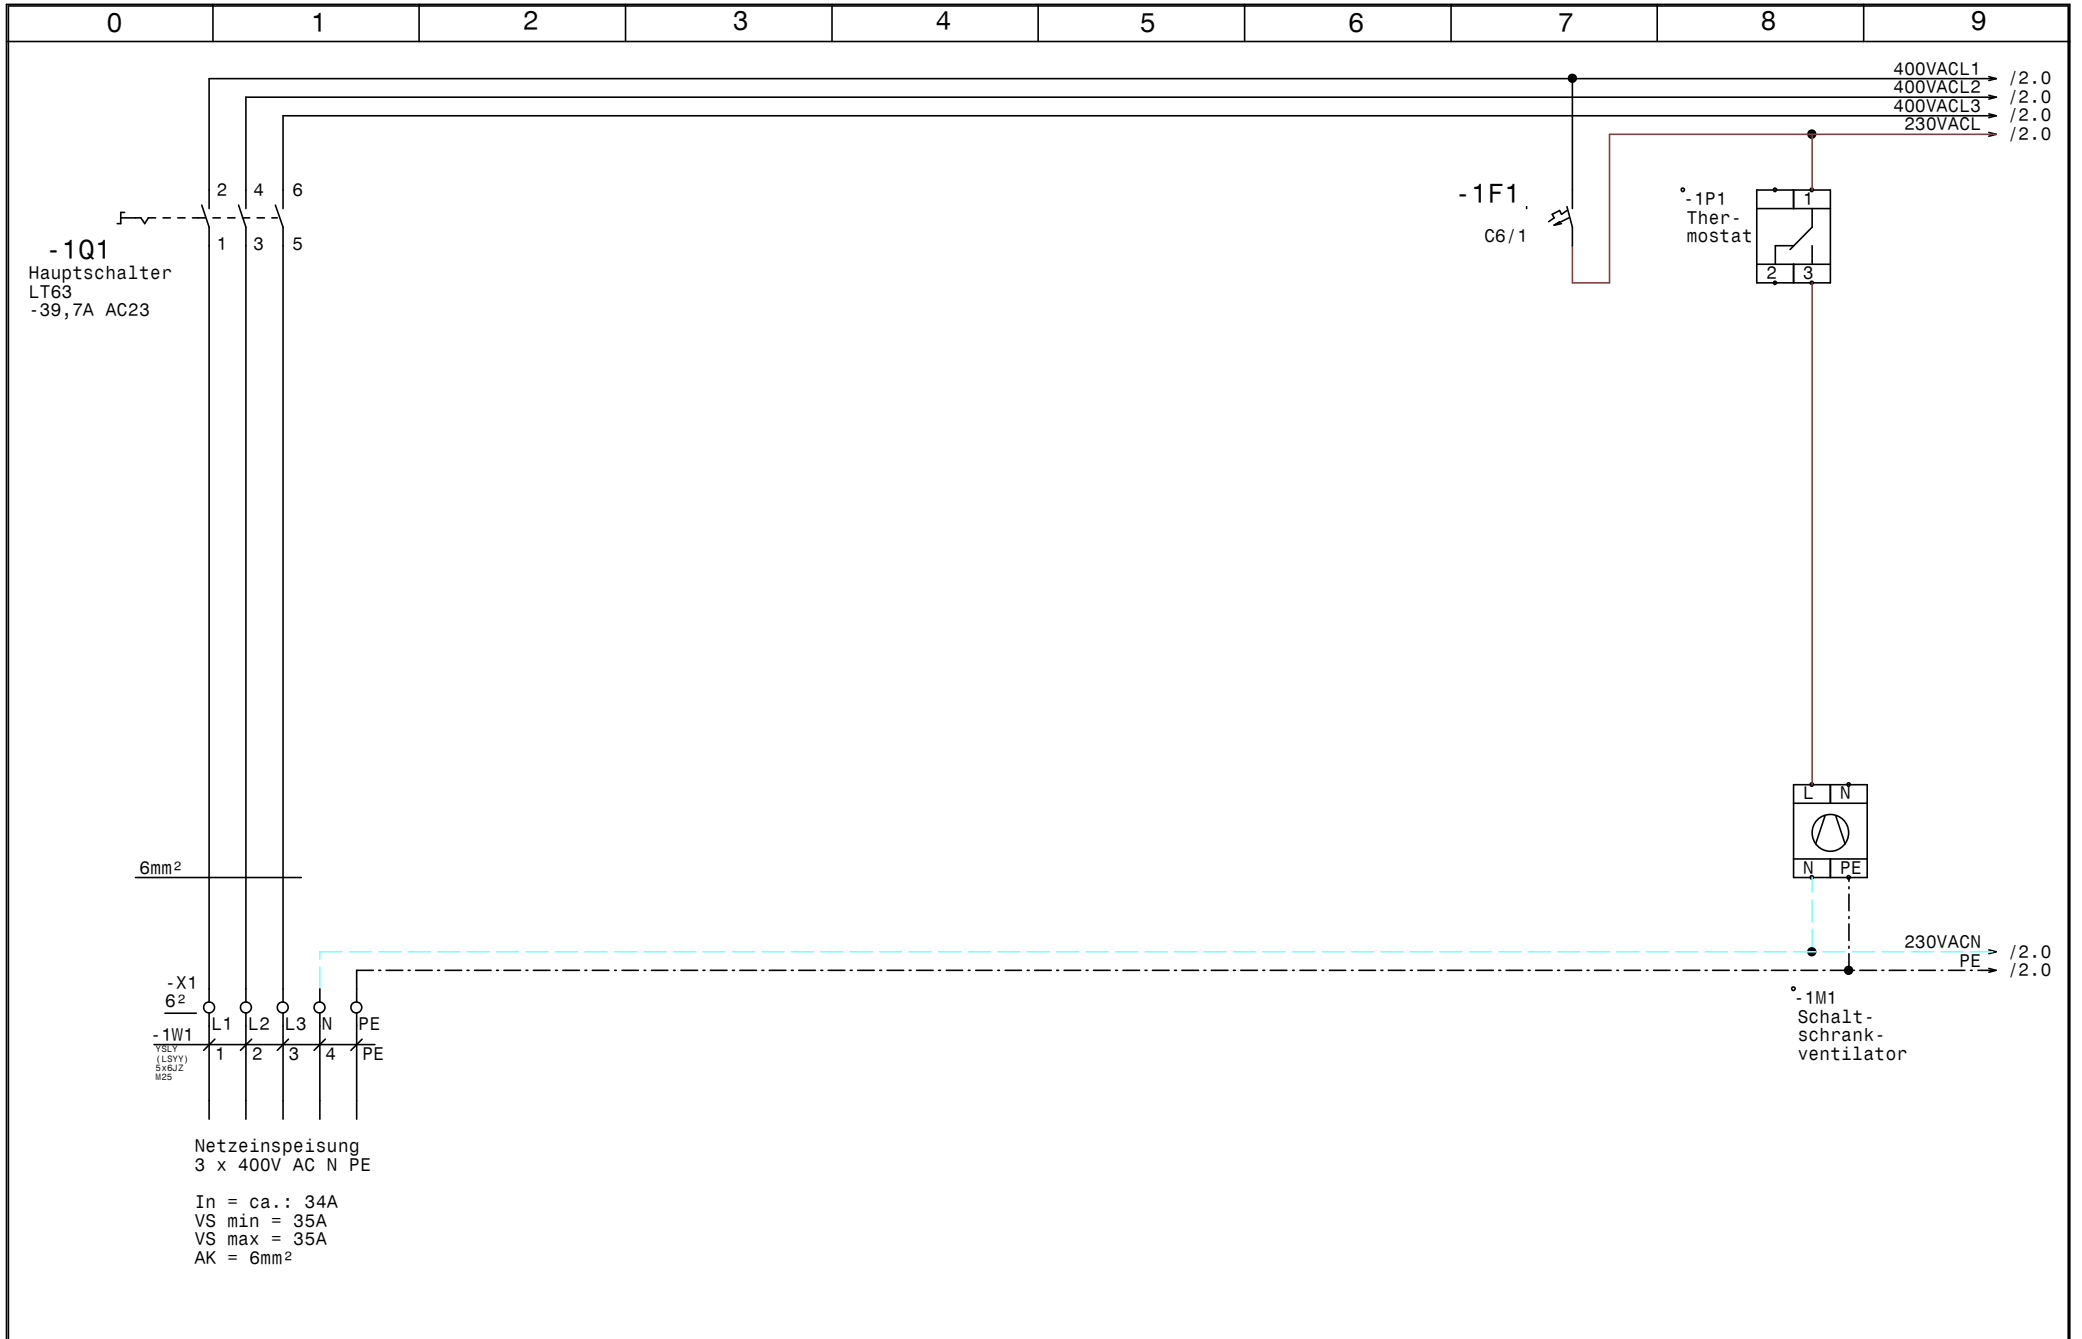 0 1 2 3 4 5 6 7 8 9
400VACL1 /2.0
400VACL2 /2.0
400VACL3 /2.0
230VACL /2.0
2 4 6
1 3 5
-1Q1
Hauptschalter
LT63
-39,7A AC23
-1F1
C6/1
-1P1
Ther-
mostat
1
2 3
L N
N PE
6mm²
230VACN /2.0
PE /2.0
-X1
6²
L1 L2 L3 N PE
-1W1
1 2 3 4 PE
YSLY
(LSYY)
5x6JZ
M25
-1M1
Schalt-
schrank-
ventilator
Netzeinspeisung
3 x 400V AC N PE
In = ca.: 34A
VS min = 35A
VS max = 35A
AK = 6mm²